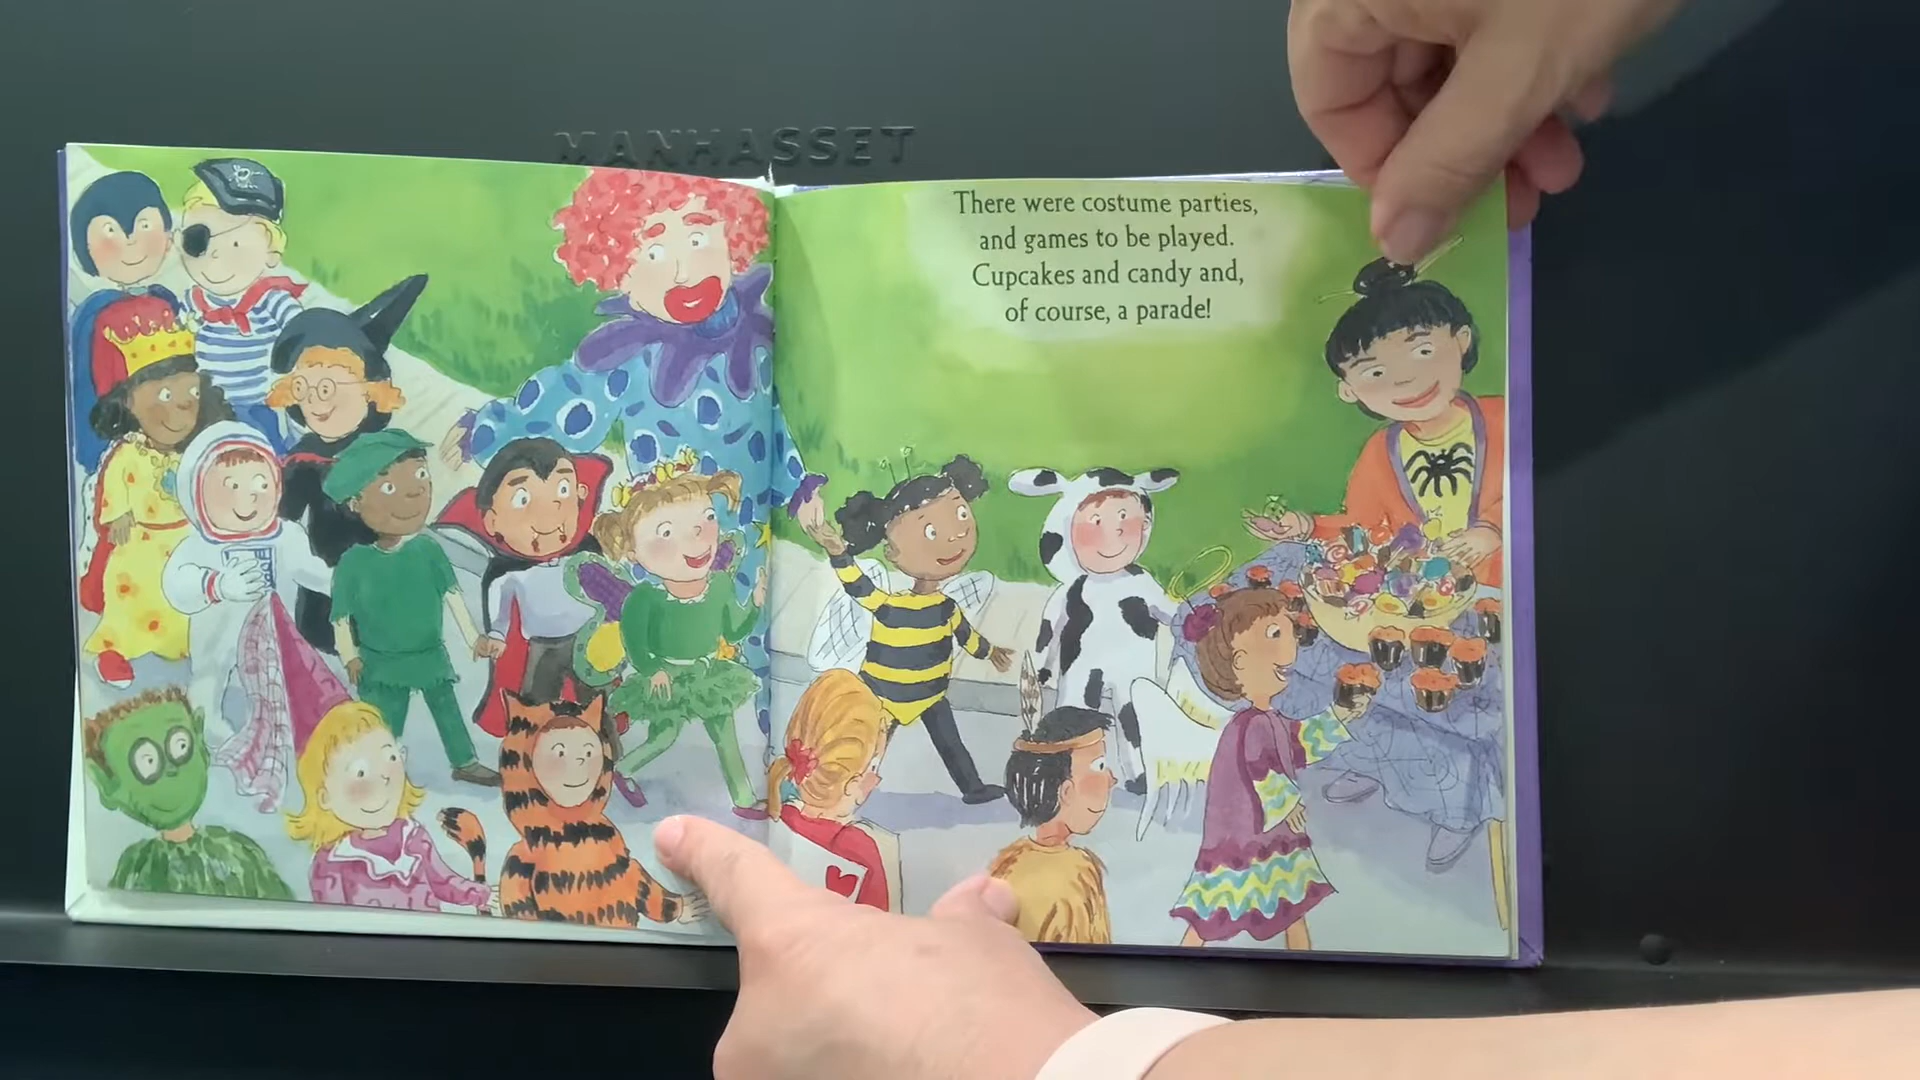 MANHASSET
There were costume parties,
and games to be played.
Cupcakes and candy and,
of course, a parade!